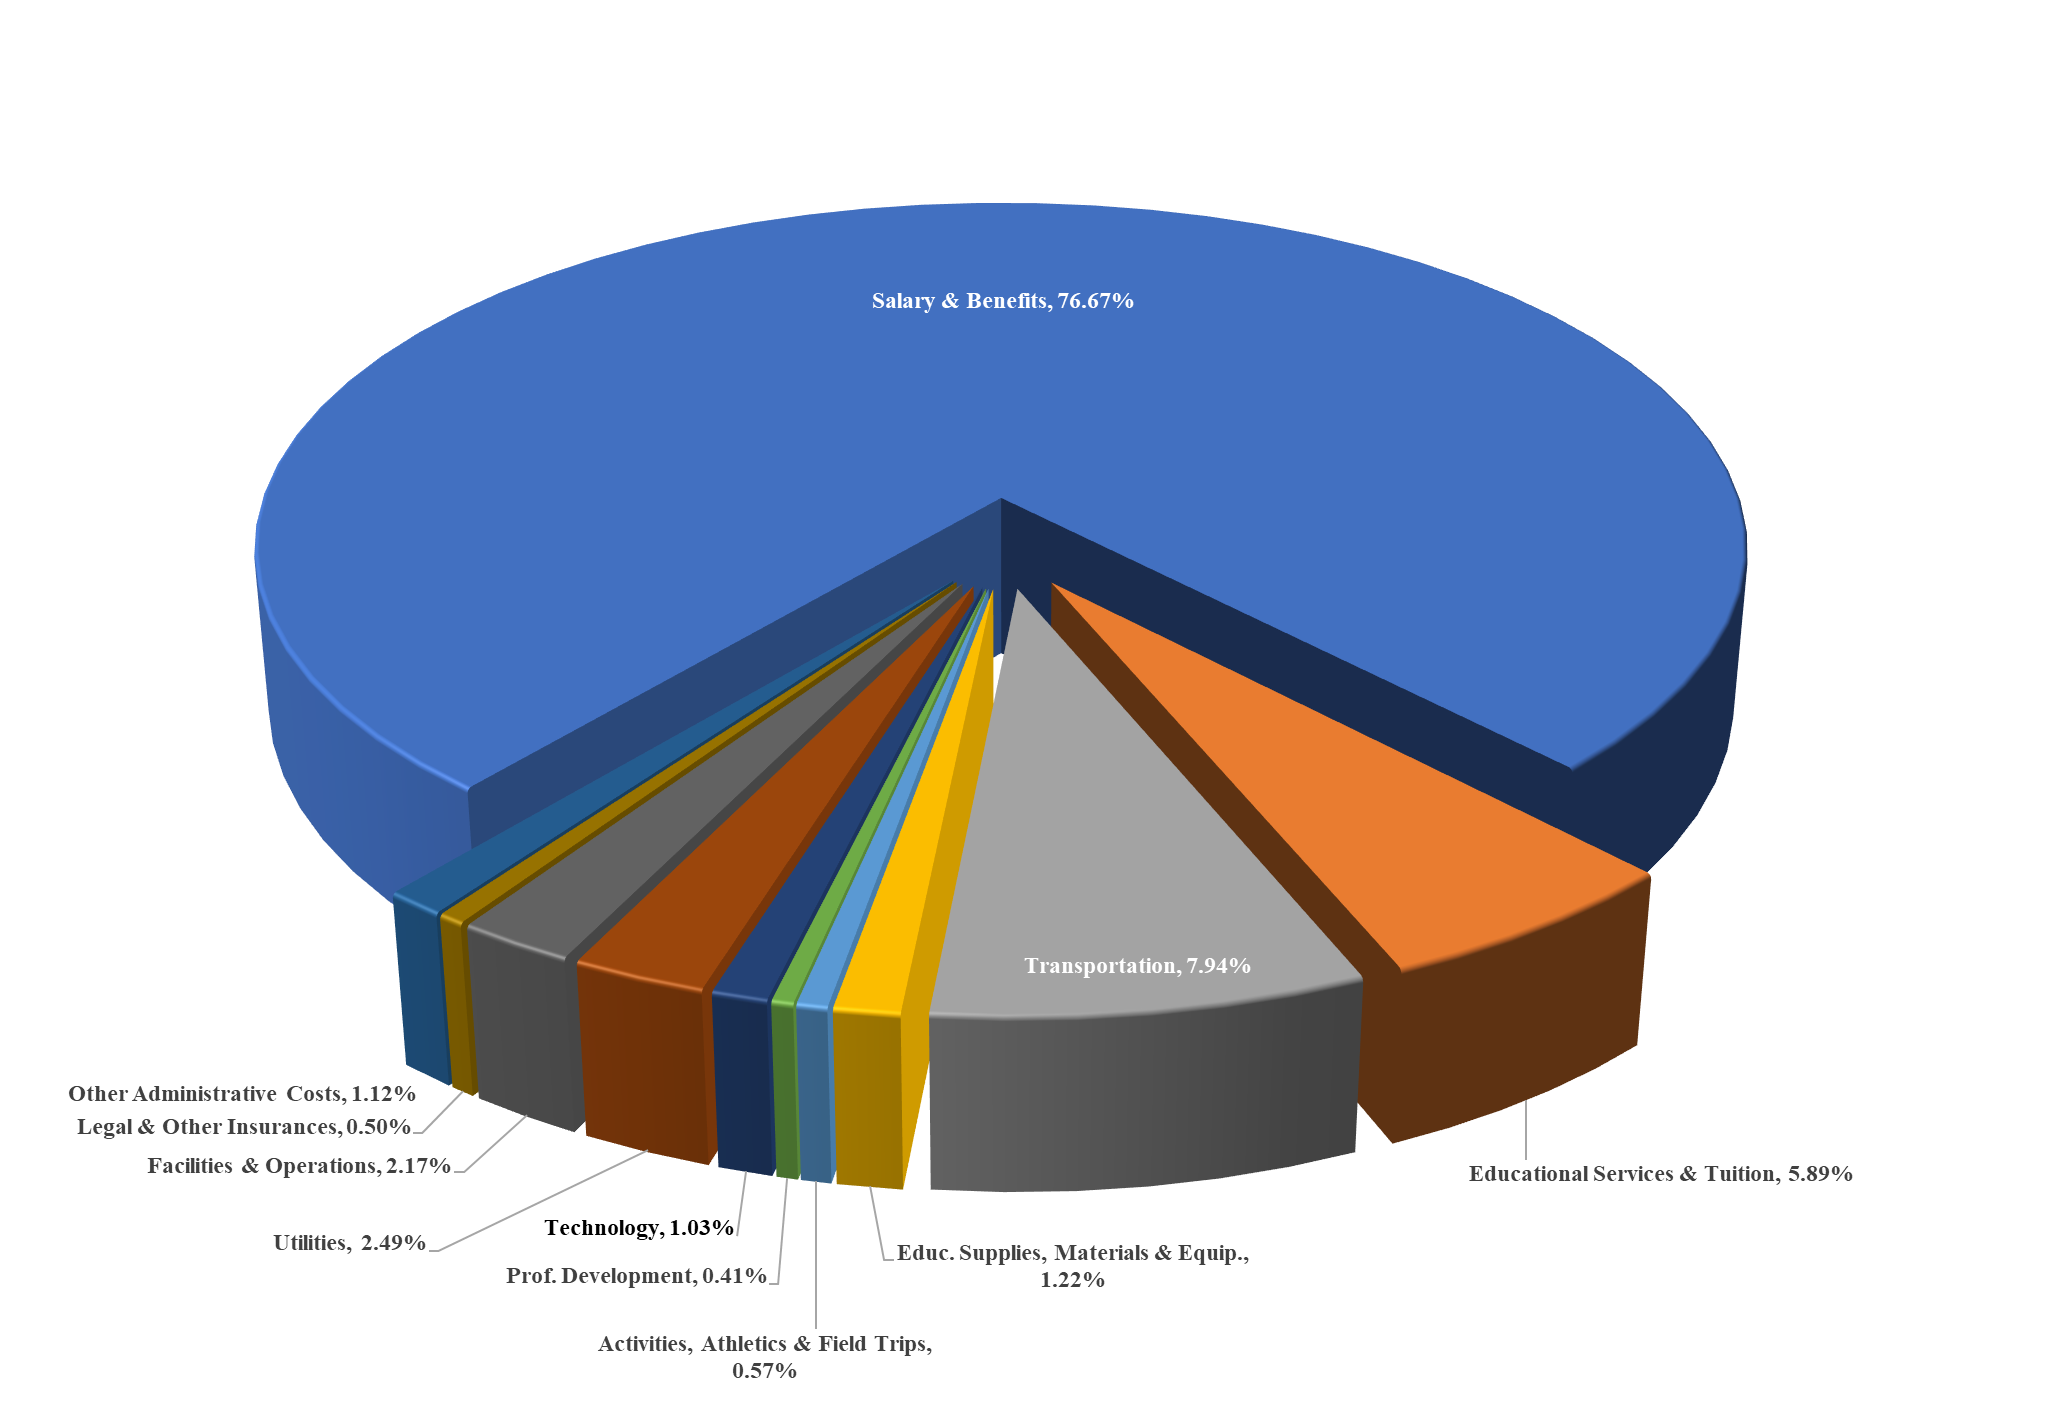 Salary & Benefits, 76.67%
Transportation, 7.94%
Other Administrative Costs, 1.12%
Legal & Other Insurances, 0.50%
Facilities & Operations, 2.17%
Educational Services & Tuition, 5.89%
Utilities, 2.49%
Technology, 1.03%
Educ. Supplies, Materials & Equip.,
1.22%
Prof. Development, 0.41%
Activities, Athletics & Field Trips,
0.57%